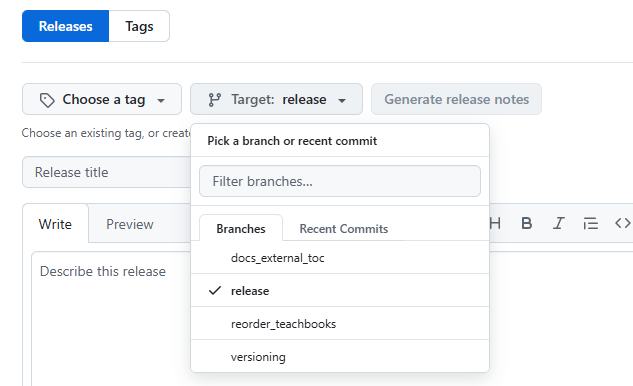 Releases Tags
Choose a tag Target: release Generate release notes
Choose an existing tag, or
Pick a branch or recent commit
Release title
Filter branches...
Write Preview H B I <>
Branches Recent Commits
Describe this release
docs_external_toc
release
reorder_teachbooks
versioning